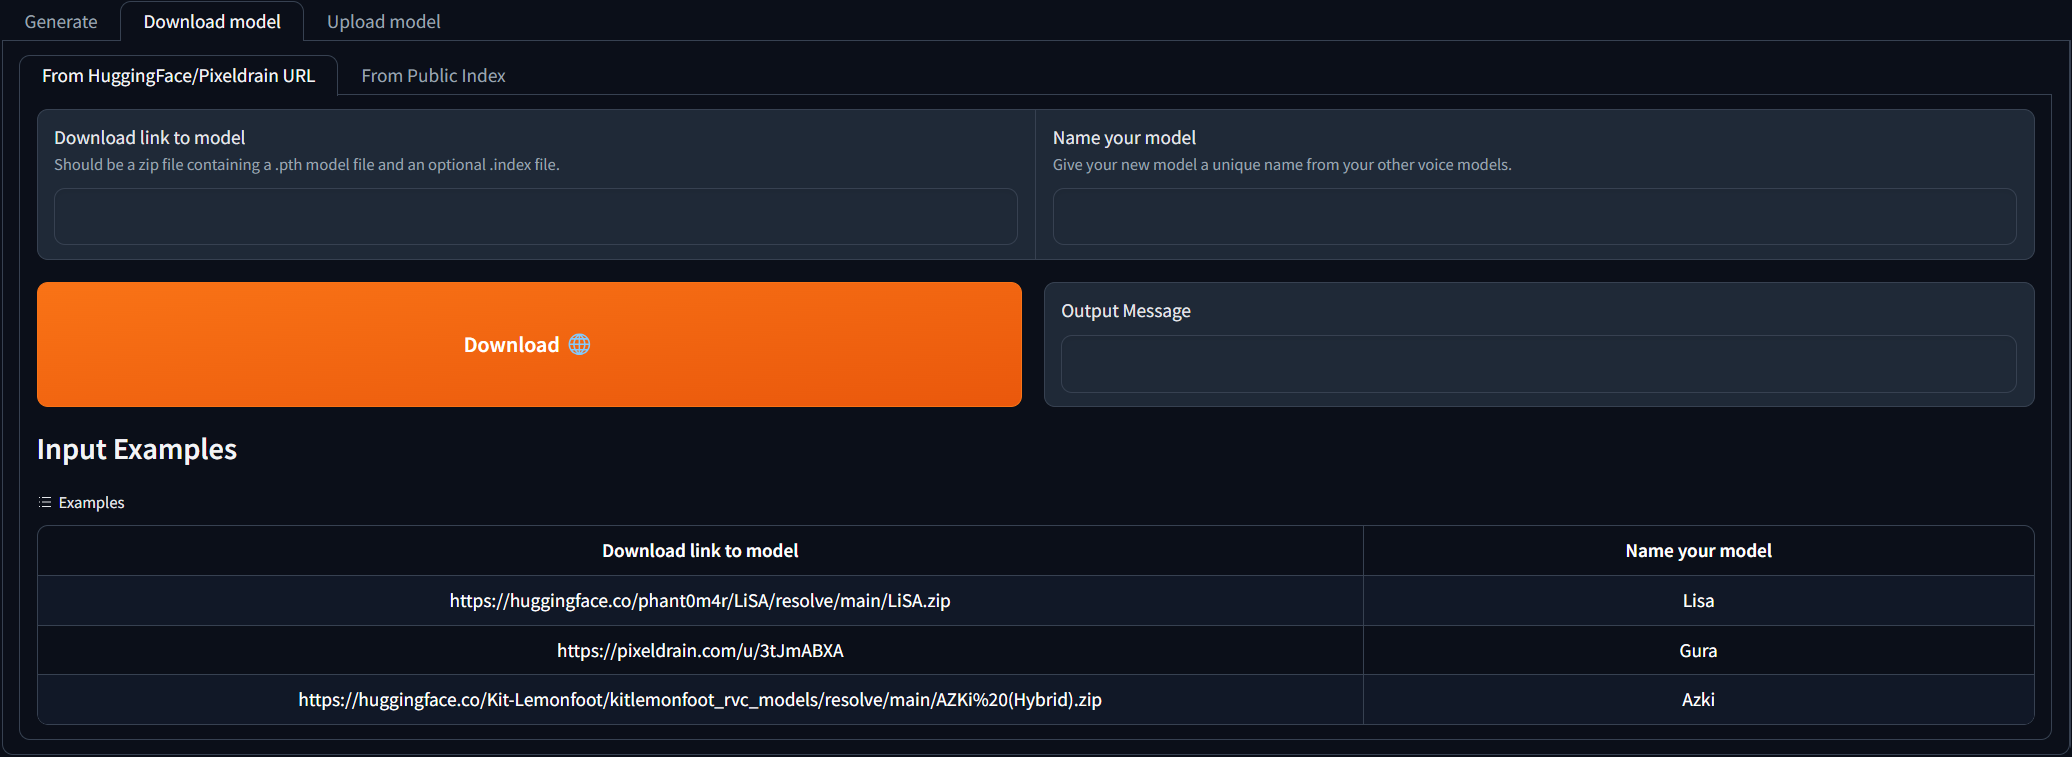 Generate Download model Upload model
From HuggingFace/Pixeldrain URL From Public Index
Download link to model
Should be a zip file containing a .pth model file and an optional .index file.
Name your model
Give your new model a unique name from your other voice models.
Download
Output Message
Input Examples
Examples
Download link to model Name your model
https://huggingface.co/phant0m4r/LiSA/resolve/main/LiSA.zip Lisa
https://pixeldrain.com/u/3tJmABXA Gura
https://huggingface.co/Kit-Lemonfoot/kitlemonfoot_rvc_models/resolve/main/AZKi%20(Hybrid).zip Azki